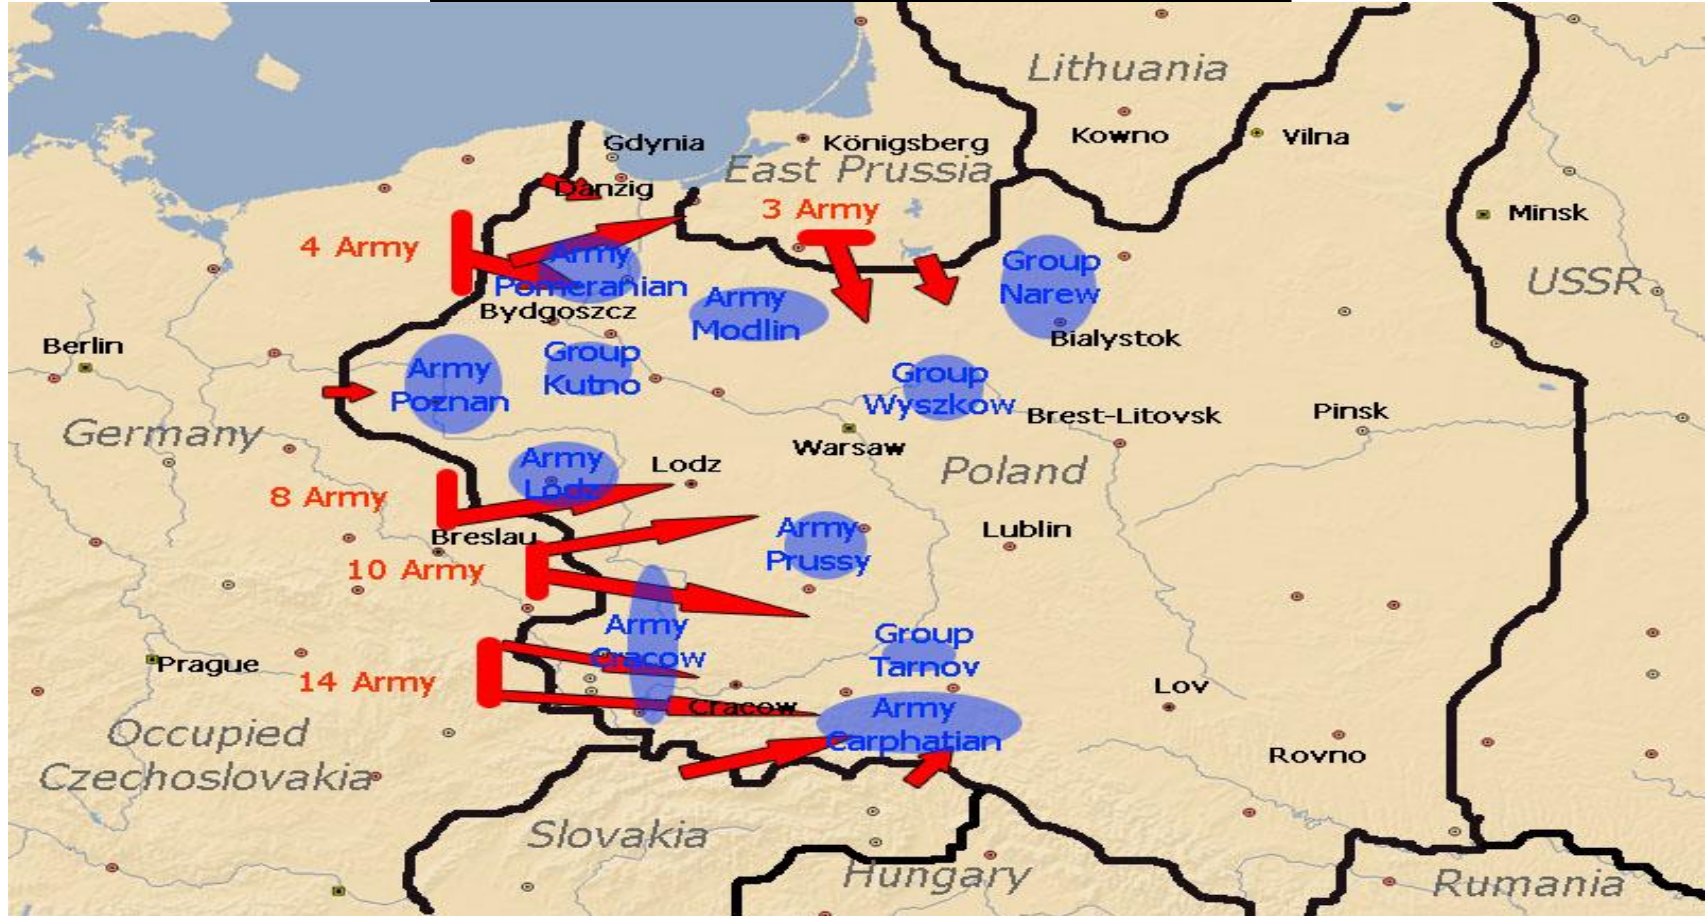 Lithuania
Gdynia
Königsberg
Kowno
Vilna
East Prussia
Danzig
3 Army
Minsk
4 Army
Army
Pomeranian
Group
Narew
USSR
Army
Modlin
Bydgoszcz
Bialystok
Berlin
Army
Poznan
Group
Kutno
Group
Wyszkow
Brest-Litovsk
Pinsk
Germany
Warsaw
Army
Lodz
Lodz
Poland
8 Army
Breslau
Army
Prussy
Lublin
10 Army
Army
Cracow
Group
Tarnov
Prague
14 Army
Lov
Cracow
Army
Carphatian
Occupied
Czechoslovakia
Rovno
Slovakia
Hungary
Rumania